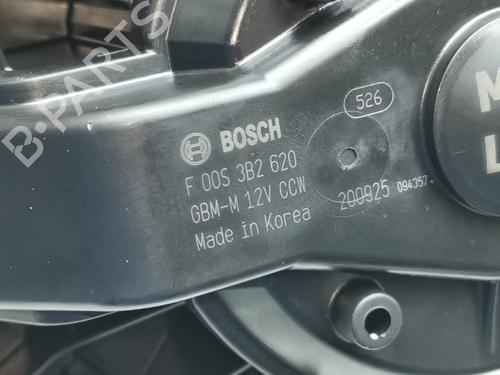 B-PARTS
526
BOSCH
F 00S 3B2 620
GBM-M 12V CCW
Made in Korea
200925 094357
M
L